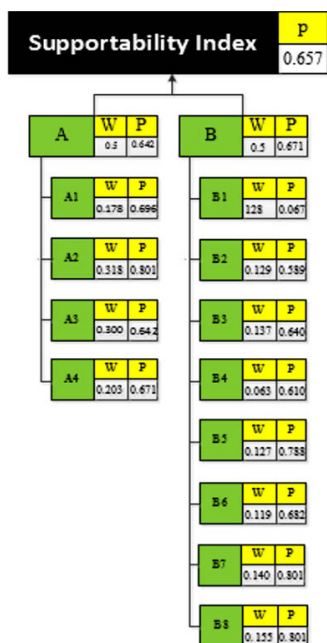 Supportability Index
p
0.657
A
W P
0.5 0.642
B
W P
0.5 0.671
A1
W P
0.178 0.696
A2
W P
0.318 0.801
A3
W P
0.300 0.642
A4
W P
0.203 0.671
B1
W P
128 0.067
B2
W P
0.129 0.589
B3
W P
0.137 0.640
B4
W P
0.063 0.610
B5
W P
0.127 0.788
B6
W P
0.119 0.682
B7
W P
0.140 0.801
B8
W P
0.155 0.801